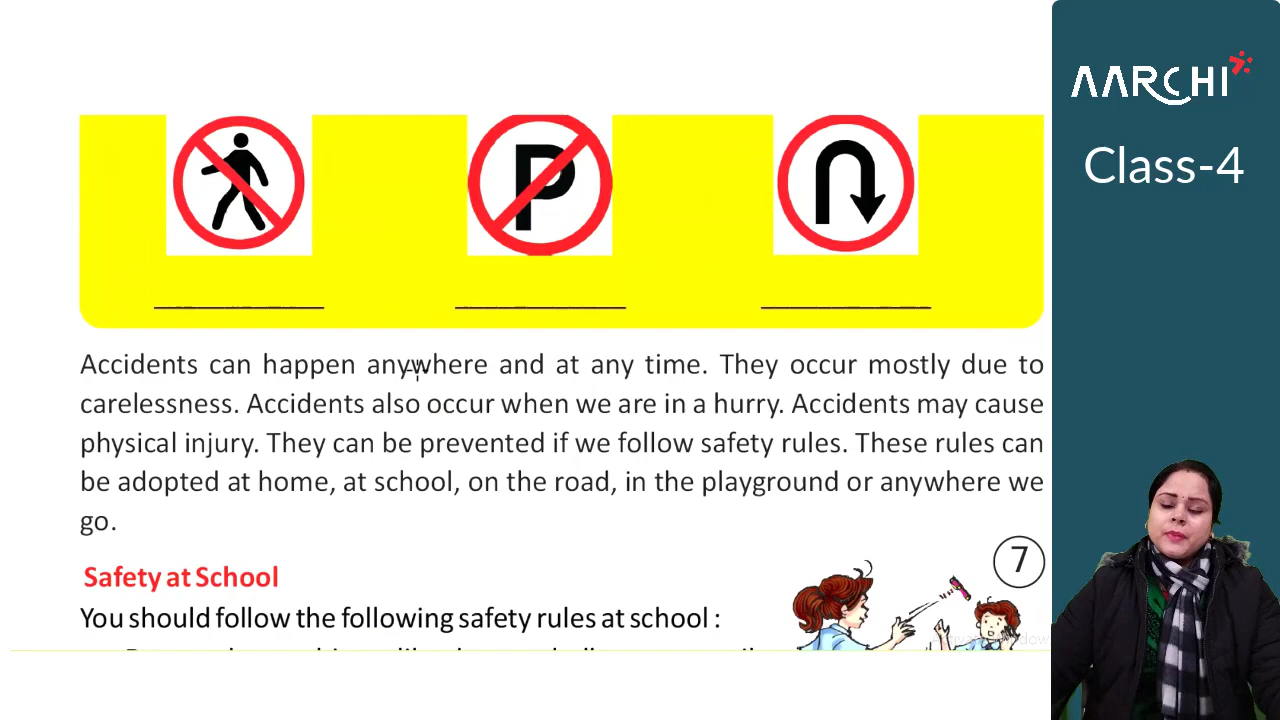 AARCHI
Class-4
P
Accidents can happen anywhere and at any time. They occur mostly due to
carelessness. Accidents also occur when we are in a hurry. Accidents may cause
physical injury. They can be prevented if we follow safety rules. These rules can
be adopted at home, at school, on the road, in the playground or anywhere we
go.
7
Safety at School
You should follow the following safety rules at school :